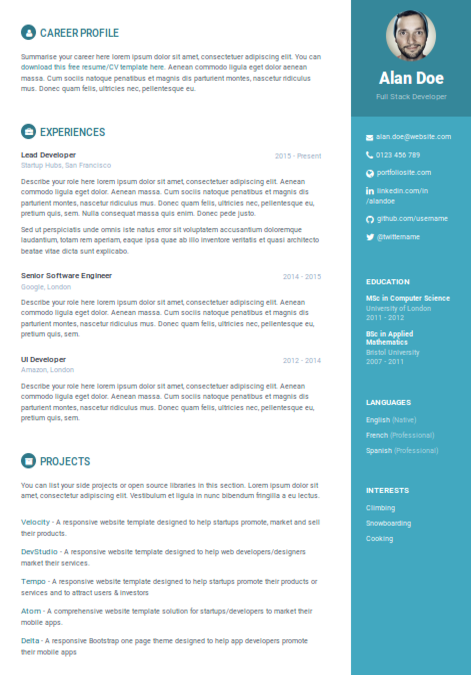 CAREER PROFILE
Summarise your career here lorem ipsum dolor sit amet, consectetuer adipiscing elit. You can
download this free resume/CV template here. Aenean commodo ligula eget dolor aenean
massa. Cum sociis natoque penatibus et magnis dis parturient montes, nascetur ridiculus
mus. Donec quam felis, ultricies nec, pellentesque eu.
EXPERIENCES
Lead Developer
2015 - Present
Startup Hubs, San Francisco
Describe your role here lorem ipsum dolor sit amet, consectetuer adipiscing elit. Aenean
commodo ligula eget dolor. Aenean massa. Cum sociis natoque penatibus et magnis dis
parturient montes, nascetur ridiculus mus. Donec quam felis, ultricies nec, pellentesque eu,
pretium quis, sem. Nulla consequat massa quis enim. Donec pede justo.
Sed ut perspiciatis unde omnis iste natus error sit voluptatem accusantium doloremque
laudantium, totam rem aperiam, eaque ipsa quae ab illo inventore veritatis et quasi architecto
beatae vitae dicta sunt explicabo.
Senior Software Engineer
2014 - 2015
Google, London
Describe your role here lorem ipsum dolor sit amet, consectetuer adipiscing elit. Aenean
commodo ligula eget dolor. Aenean massa. Cum sociis natoque penatibus et magnis dis
parturient montes, nascetur ridiculus mus. Donec quam felis, ultricies nec, pellentesque eu,
pretium quis, sem.
UI Developer
2012 - 2014
Amazon, London
Describe your role here lorem ipsum dolor sit amet, consectetuer adipiscing elit. Aenean
commodo ligula eget dolor. Aenean massa. Cum sociis natoque penatibus et magnis dis
parturient montes, nascetur ridiculus mus. Donec quam felis, ultricies nec, pellentesque eu,
pretium quis, sem.
PROJECTS
You can list your side projects or open source libraries in this section. Lorem ipsum dolor sit
amet, consectetur adipiscing elit. Vestibulum et ligula in nunc bibendum fringilla a eu lectus.
Velocity - A responsive website template designed to help startups promote, market and sell
their products.
DevStudio - A responsive website template designed to help web developers/designers
market their services.
Tempo - A responsive website template designed to help startups promote their products or
services and to attract users & investors
Atom - A comprehensive website template solution for startups/developers to market their
mobile apps.
Delta - A responsive Bootstrap one page theme designed to help app developers promote
their mobile apps
Alan Doe
Full Stack Developer
alan.doe@website.com
0123 456 789
portfoliosite.com
linkedin.com/in
/alandoe
github.com/username
@twittername
EDUCATION
MSc in Computer Science
University of London
2011 - 2012
BSc in Applied
Mathematics
Bristol University
2007 - 2011
LANGUAGES
English (Native)
French (Professional)
Spanish (Professional)
INTERESTS
Climbing
Snowboarding
Cooking